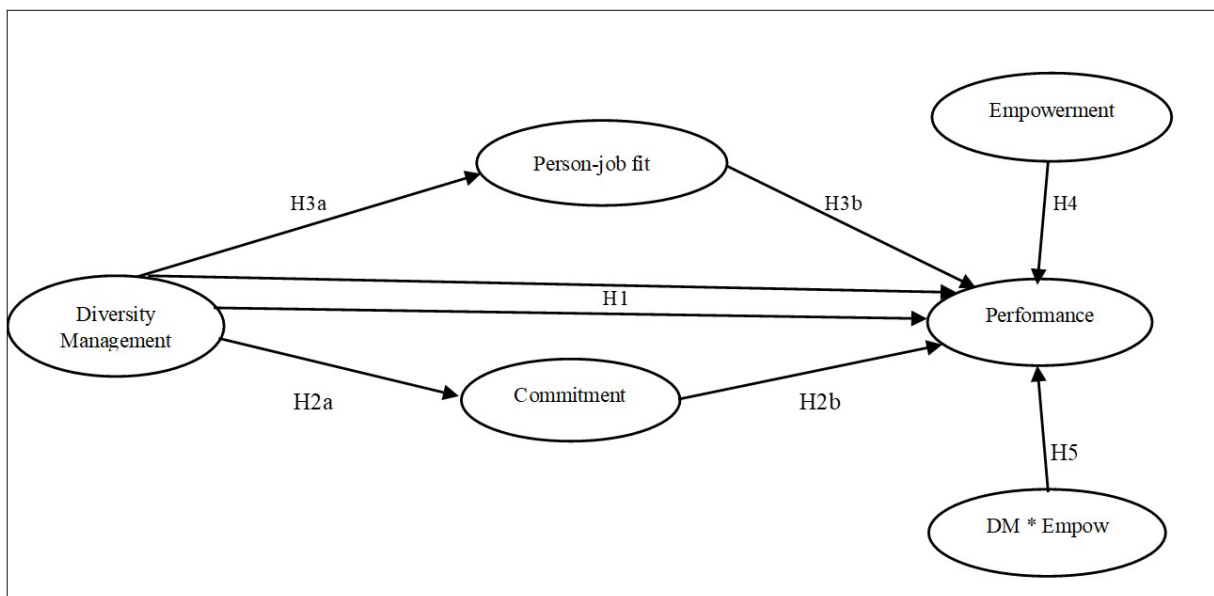 Empowerment
Person-job fit
H3a
H3b
H4
H1
Diversity
Management
Performance
Commitment
H2a
H2b
H5
DM * Empow